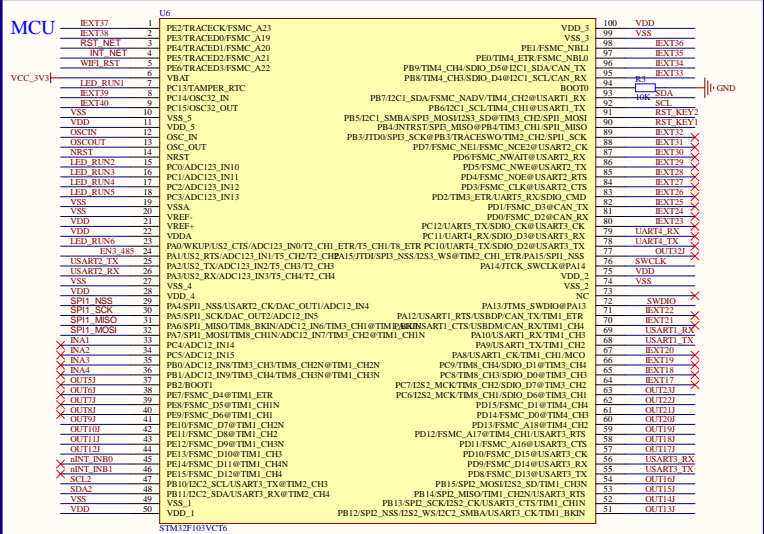 U6
MCU
IEXT37 1 PE2/TRACECK/FSMC_A23 VDD_3 100 VDD
IEXT38 2 PE3/TRACED0/FSMC_A19 VSS_3 99 VSS
RST_NET 3 PE4/TRACED1/FSMC_A20 PE1/FSMC_NBL1 98 IEXT36
INT_NET 4 PE5/TRACED2/FSMC_A21 PE0/TIM4_ETR/FSMC_NBL0 97 IEXT35
WIFI_RST 5 PE6/TRACED3/FSMC_A22 PB9/TIM4_CH4/SDIO_D5@I2C1_SDA/CAN_TX 96 IEXT34
VCC_3V3 6 VBAT PB8/TIM4_CH3/SDIO_D4@I2C1_SCL/CAN_RX 95 IEXT33
LED_RUN1 7 PC13/TAMPER_RTC BOOT0 94 R3 10K GND
IEXT39 8 PC14/OSC32_IN PB7/I2C1_SDA/FSMC_NADV/TIM4_CH2@USART1_RX 93 SDA
IEXT40 9 PC15/OSC32_OUT PB6/I2C1_SCL/TIM4_CH1@USART1_TX 92 SCL
VSS 10 VSS_5 PB5/I2C1_SMBA/SPI3_MOSI/I2S3_SD@TIM3_CH2/SPI1_MOSI 91 RST_KEY2
VDD 11 VDD_5 PB4/JNTRST/SPI3_MISO@PB4/TIM3_CH1/SPI1_MISO 90 RST_KEY1
OSCIN 12 OSC_IN PB3/JTD0/SPI3_SCK@PB3/TRACESWO/TIM2_CH2/SPI1_SCK 89 IEXT32
OSCOUT 13 OSC_OUT PD7/FSMC_NE1/FSMC_NCE2@USART2_CK 88 IEXT31
NRST 14 NRST PD6/FSMC_NWAIT@USART2_RX 87 IEXT30
LED_RUN2 15 PC0/ADC123_IN10 PD5/FSMC_NWE@USART2_TX 86 IEXT29
LED_RUN3 16 PC1/ADC123_IN11 PD4/FSMC_NOE@USART2_RTS 85 IEXT28
LED_RUN4 17 PC2/ADC123_IN12 PD3/FSMC_CLK@USART2_CTS 84 IEXT27
LED_RUN5 18 PC3/ADC123_IN13 PD2/TIM3_ETR/UART5_RX/SDIO_CMD 83 IEXT26
VSS 19 VSSA PD1/FSMC_D3@CAN_TX 82 IEXT25
VSS 20 VREF- PD0/FSMC_D2@CAN_RX 81 IEXT24
VDD 21 VREF+ PC12/UART5_TX/SDIO_CK@USART3_CK 80 IEXT23
VDD 22 VDDA PC11/UART4_RX/SDIO_D3@USART3_RX 79 UART4_RX
LED_RUN6 23 PA0/WKUP/US2_CTS/ADC123_IN0/T2_CH1_ETR/T5_CH1/T8_ETR PC10/UART4_TX/SDIO_D2@USART3_TX 78 UART4_TX
EN3_485 24 PA1/US2_RTS/ADC123_IN1/T5_CH2/T2_CH2 PA15/JTDI/SPI3_NSS/I2S3_WS@TIM2_CH1_ETR/PA15/SPI1_NSS 77 OUT32J
USART2_TX 25 PA2/US2_TX/ADC123_IN2/T5_CH3/T2_CH3 PA14/JTCK_SWCLK@PA14 76 SWCLK
USART2_RX 26 PA3/US2_RX/ADC123_IN3/T5_CH4/T2_CH4 VDD_2 75 VDD
VSS 27 VSS_4 VSS_2 74 VSS
VDD 28 VDD_4 NC 73
SPI1_NSS 29 PA4/SPI1_NSS/USART2_CK/DAC_OUT1/ADC12_IN4 PA13/JTMS_SWDIO@PA13 72 SWDIO
SPI1_SCK 30 PA5/SPI1_SCK/DAC_OUT2/ADC12_IN5 PA12/USART1_RTS/USBDP/CAN_TX/TIM1_ETR 71 IEXT22
SPI1_MISO 31 PA6/SPI1_MISO/TIM8_BKIN/ADC12_IN6/TIM3_CH1@TIM1_BKIN PA11/USART1_CTS/USBDM/CAN_RX/TIM1_CH4 70 IEXT21
SPI1_MOSI 32 PA7/SPI1_MOSI/TIM8_CH1N/ADC12_IN7/TIM3_CH2@TIM1_CH1N PA10/USART1_RX/TIM1_CH3 69 USART1_RX
INA1 33 PC4/ADC12_IN14 PA9/USART1_TX/TIM1_CH2 68 USART1_TX
INA2 34 PC5/ADC12_IN15 PA8/USART1_CK/TIM1_CH1/MCO 67 IEXT20
INA3 35 PB0/ADC12_IN8/TIM3_CH3/TIM8_CH2N@TIM1_CH2N PC9/TIM8_CH4/SDIO_D1@TIM3_CH4 66 IEXT19
INA4 36 PB1/ADC12_IN9/TIM3_CH4/TIM8_CH3N@TIM1_CH3N PC8/TIM8_CH3/SDIO_D0@TIM3_CH3 65 IEXT18
OUT5J 37 PB2/BOOT1 PC7/I2S2_MCK/TIM8_CH2/SDIO_D7@TIM3_CH2 64 IEXT17
OUT6J 38 PE7/FSMC_D4@TIM1_ETR PC6/I2S2_MCK/TIM8_CH1/SDIO_D6@TIM3_CH1 63 OUT23J
OUT7J 39 PE8/FSMC_D5@TIM1_CH1N PD15/FSMC_D1@TIM4_CH4 62 OUT22J
OUT8J 40 PE9/FSMC_D6@TIM1_CH1 PD14/FSMC_D0@TIM4_CH3 61 OUT21J
OUT9J 41 PE10/FSMC_D7@TIM1_CH2N PD13/FSMC_A18@TIM4_CH2 60 OUT20J
OUT10J 42 PE11/FSMC_D8@TIM1_CH2 PD12/FSMC_A17@TIM4_CH1/USART3_RTS 59 OUT19J
OUT11J 43 PE12/FSMC_D9@TIM1_CH3N PD11/FSMC_A16@USART3_CTS 58 OUT18J
OUT12J 44 PE13/FSMC_D10@TIM1_CH3 PD10/FSMC_D15@USART3_CK 57 OUT17J
nINT_INB0 45 PE14/FSMC_D11@TIM1_CH4N PD9/FSMC_D14@USART3_RX 56 USART3_RX
nINT_INB1 46 PE15/FSMC_D12@TIM1_CH4 PD8/FSMC_D13@USART3_TX 55 USART3_TX
SCL2 47 PB10/I2C2_SCL/USART3_TX@TIM2_CH3 PB15/SPI2_MOSI/I2S2_SD/TIM1_CH3N 54 OUT16J
SDA2 48 PB11/I2C2_SDA/USART3_RX@TIM2_CH4 PB14/SPI2_MISO/TIM1_CH2N/USART3_RTS 53 OUT15J
VSS 49 VSS_1 PB13/SPI2_SCK/I2S2_CK/USART3_CTS/TIM1_CH1N 52 OUT14J
VDD 50 VDD_1 PB12/SPI2_NSS/I2S2_WS/I2C2_SMBA/USART3_CK/TIM1_BKIN 51 OUT13J
STM32F103VCT6